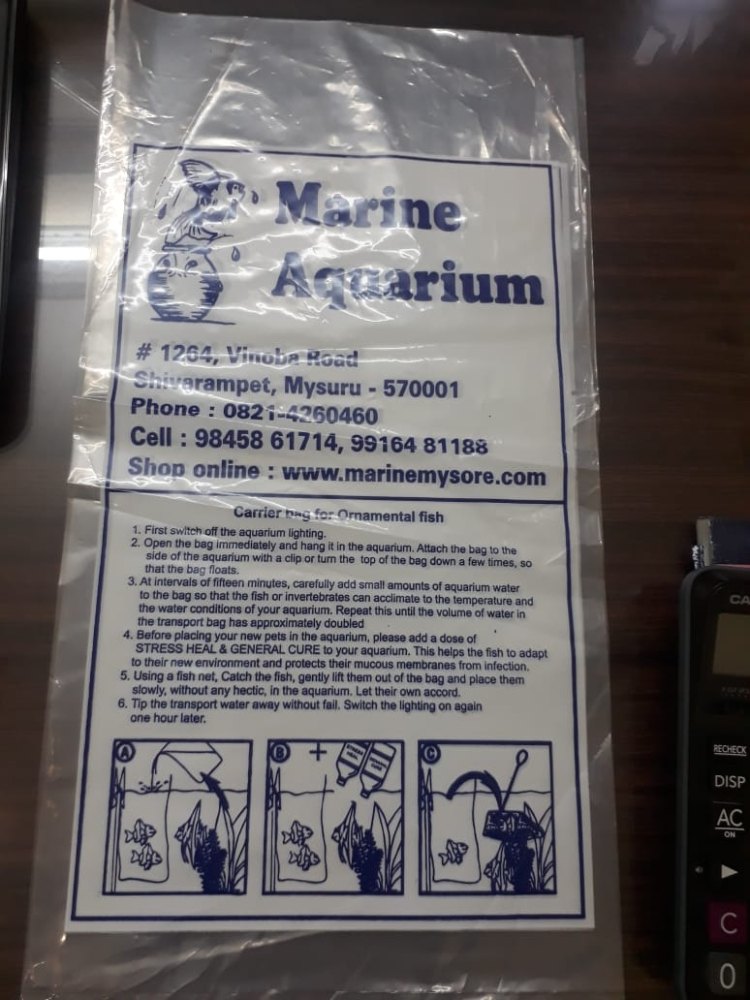 Marine
Aquarium
# 1264, Vinoba Road
Shivarampet, Mysuru - 570001
Phone : 0821-4260460
Cell : 98458 61714, 99164 81188
Shop online : www.marinemysore.com
Carrier bag for Ornamental fish
1. First switch off the aquarium lighting.
2. Open the bag immediately and hang it in the aquarium. Attach the bag to the
side of the aquarium with a clip or turn the top of the bag down a few times, so
that the bag floats.
3. At intervals of fifteen minutes, carefully add small amounts of aquarium water
to the bag so that the fish or invertebrates can acclimate to the temperature and
the water conditions of your aquarium. Repeat this until the volume of water in
the transport bag has approximately doubled
4. Before placing your new pets in the aquarium, please add a dose of
STRESS HEAL & GENERAL CURE to your aquarium. This helps the fish to adapt
to their new environment and protects their mucous membranes from infection.
5. Using a fish net, Catch the fish, gently lift them out of the bag and place them
slowly, without any hectic, in the aquarium. Let their own accord.
6. Tip the transport water away without fail. Switch the lighting on again
one hour later.
A
B
+
C
CA
RECHECK
DISP
AC
ON
C
0